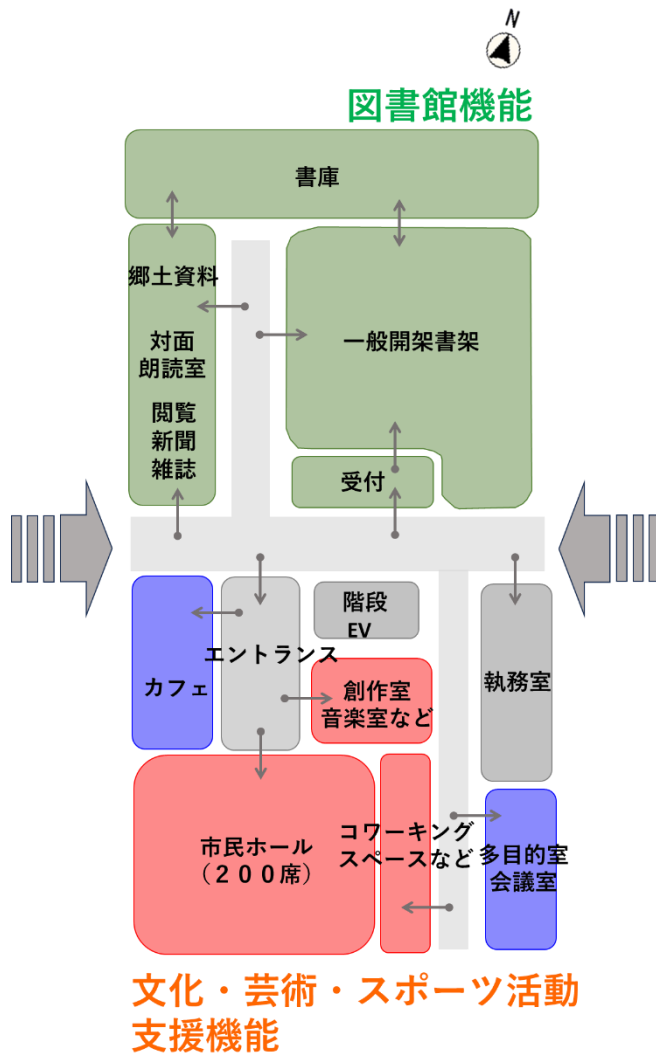 N
図書館機能
書庫
郷土資料
対面
朗読室
閲覧
新聞
雑誌
一般開架書架
受付
階段
EV
エントランス
カフェ
創作室
音楽室など
執務室
市民ホール
（２００席）
コワーキング
スペースなど
多目的室
会議室
文化・芸術・スポーツ活動
支援機能